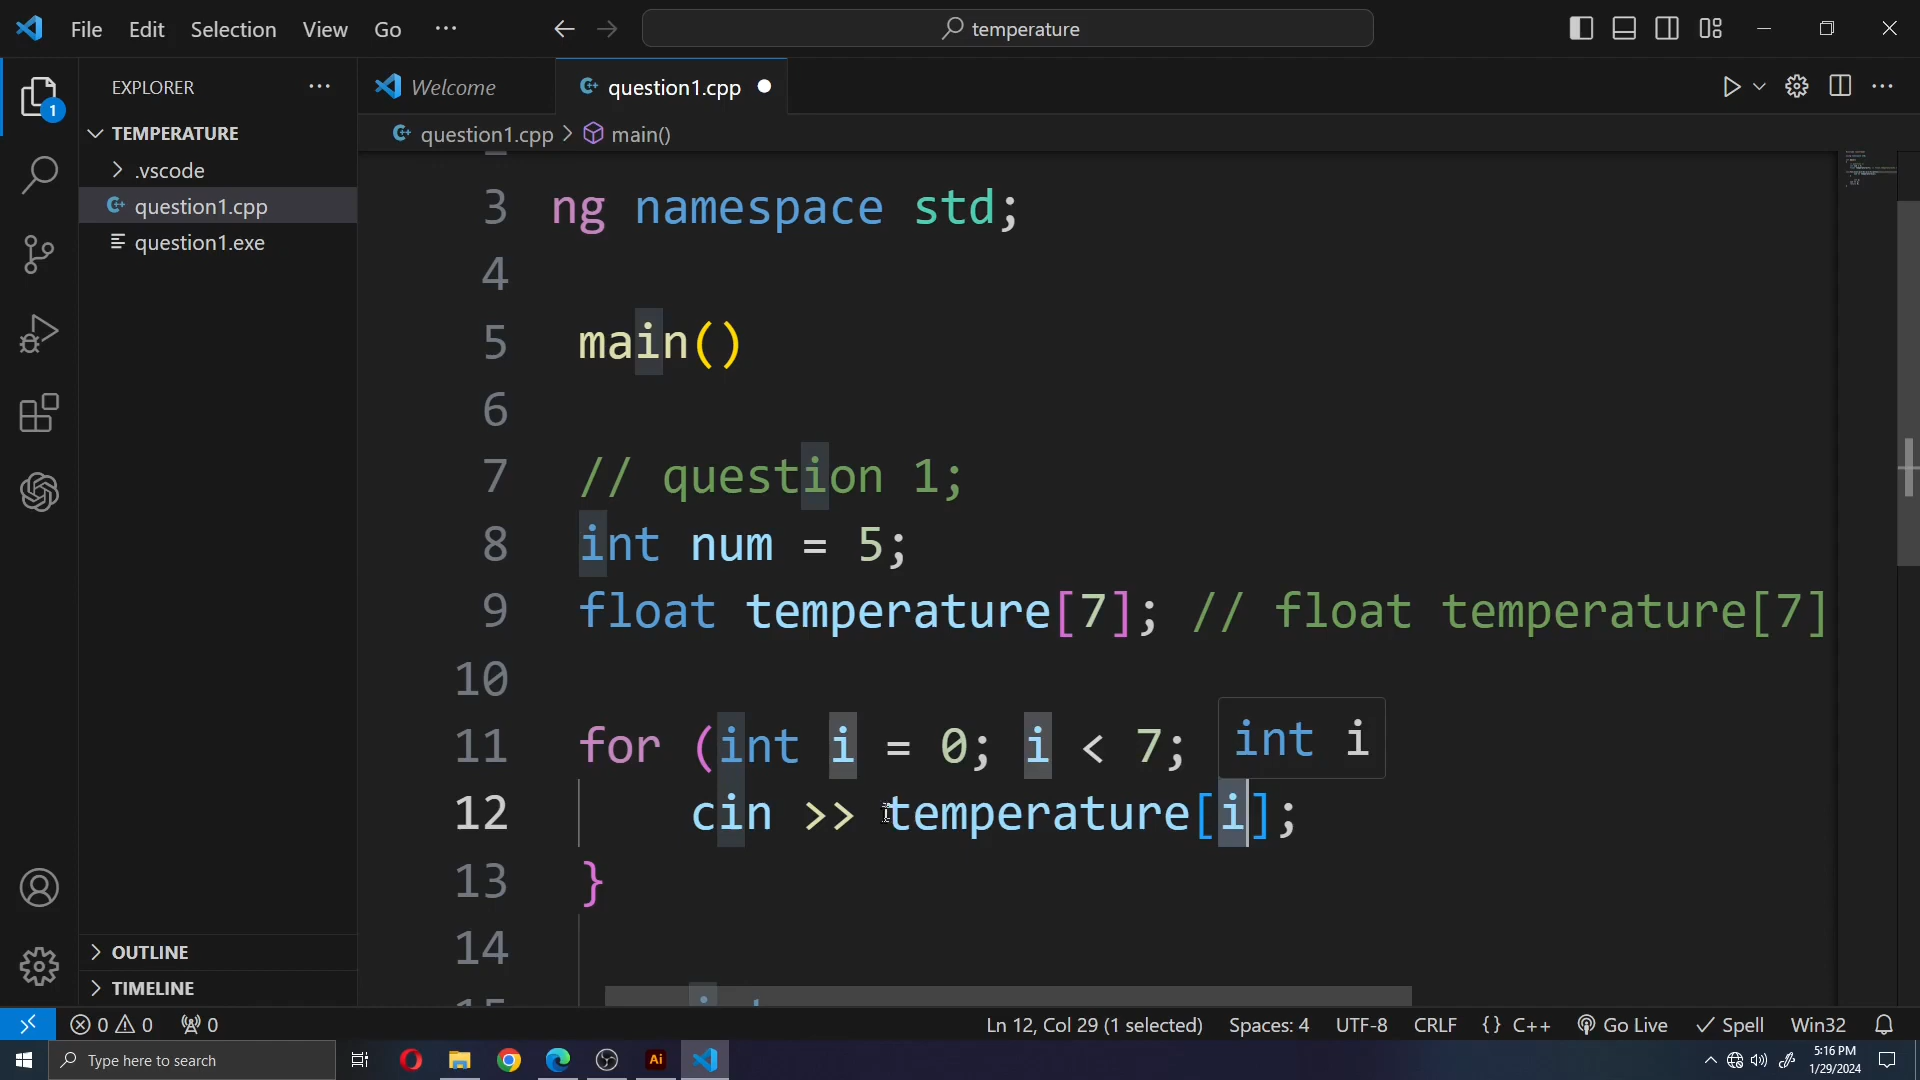 File Edit Selection View Go ···
temperature
EXPLORER ···
Welcome
question1.cpp
1
TEMPERATURE
.vscode
question1.cpp
question1.exe
question1.cpp > main()
3 ng namespace std;
4
5 main()
6
7 // question 1;
8 int num = 5;
9 float temperature[7]; // float temperature[7]
10
11 for (int i = 0; i < 7;
int i
12 cin >> temperature[i];
13 }
14
OUTLINE
TIMELINE
0 0 0
Ln 12, Col 29 (1 selected) Spaces: 4 UTF-8 CRLF {} C++ Go Live Spell Win32
Type here to search
Ai
5:16 PM
1/29/2024